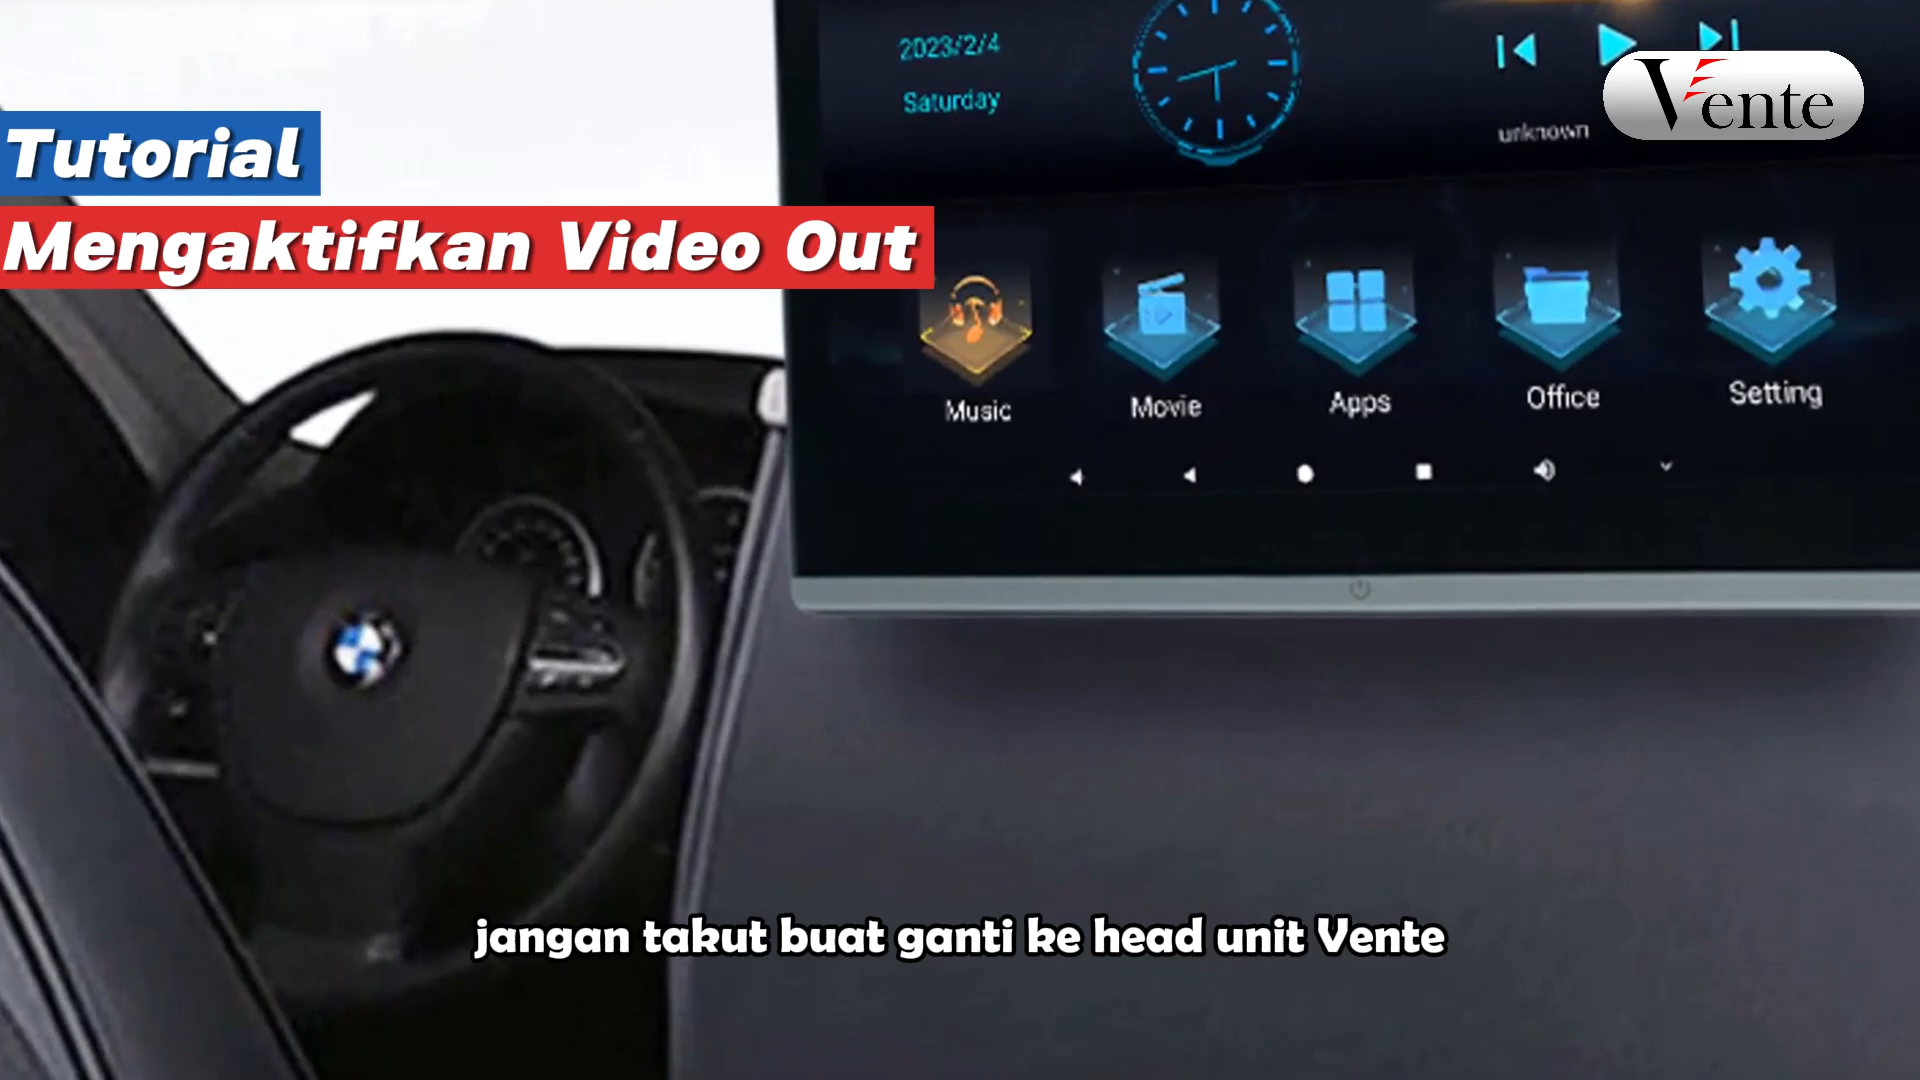 2023/2/4
Saturday
unknown
Vente
Tutorial
Mengaktifkan Video Out
Music
Movie
Apps
Office
Setting
jangan takut buat ganti ke head unit Vente